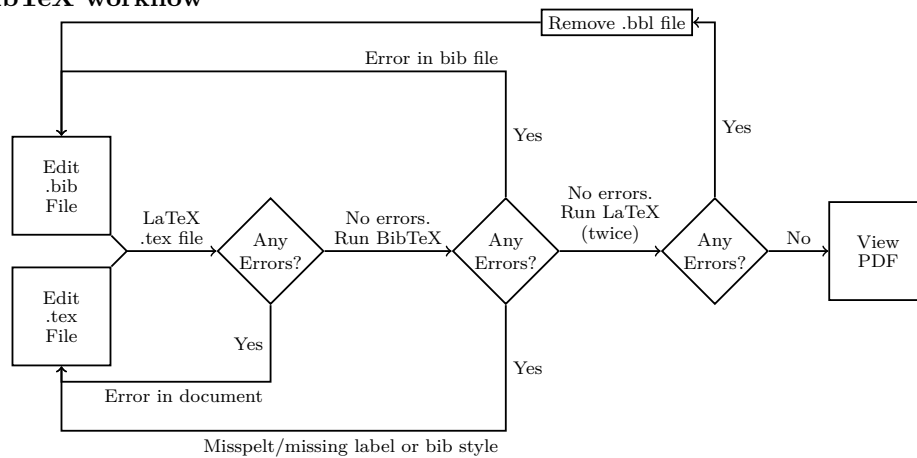 workflow
Remove .bbl file
Error in bib file
Yes
Yes
Edit
.bib
File
LaTeX
.tex file
Any
Errors?
No errors.
Run BibTeX
Any
Errors?
No errors.
Run LaTeX
(twice)
Any
Errors?
No
View
PDF
Edit
.tex
File
Yes
Error in document
Yes
Misspelt/missing label or bib style